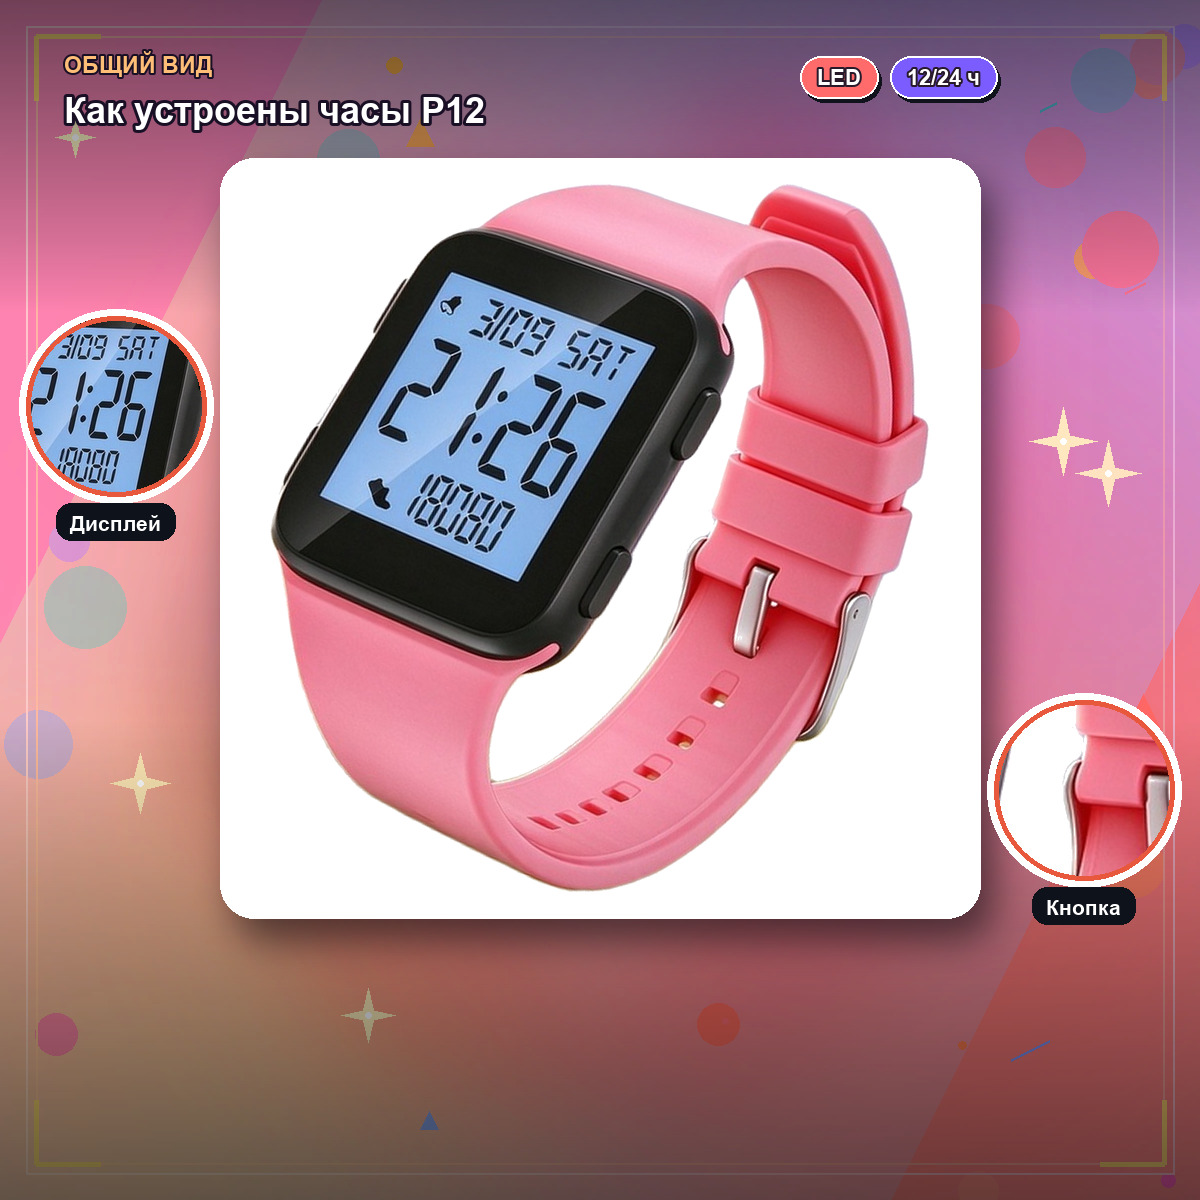 ОБЩИЙ ВИД
Как устроены часы P12
LED
12/24 ч
3/09 SAT
21:26
18080
3/09 SAT
21:26
18080
Дисплей
Кнопка